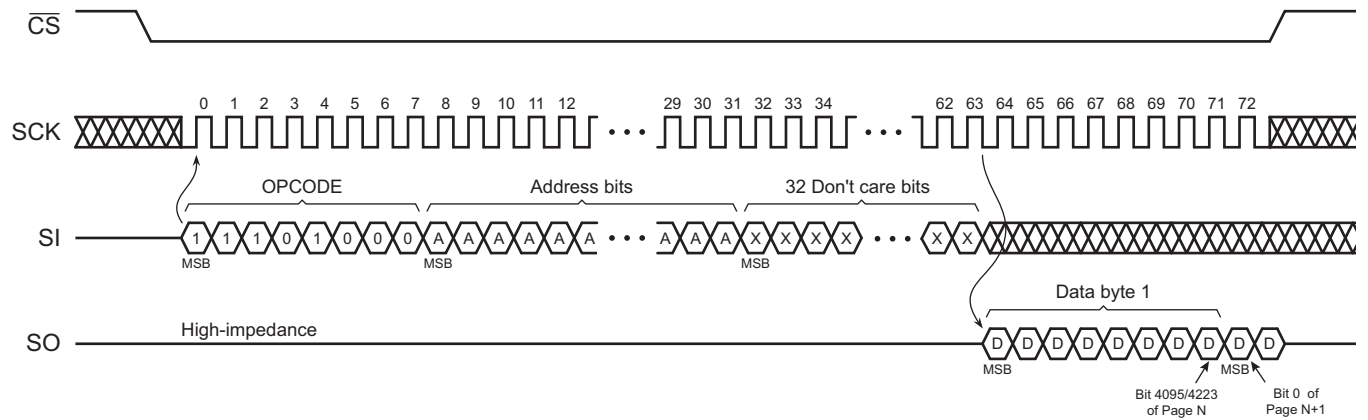 CS
0 1 2 3 4 5 6 7 8 9 10 11 12 29 30 31 32 33 34 62 63 64 65 66 67 68 69 70 71 72
SCK
OPCODE Address bits 32 Don't care bits
SI 1 1 1 0 1 0 0 0 A A A A A A A A A X X X X X X
MSB MSB MSB
Data byte 1
High-impedance
SO D D D D D D D D D D
MSB MSB
Bit 4095/4223
of Page N
Bit 0 of
Page N+1